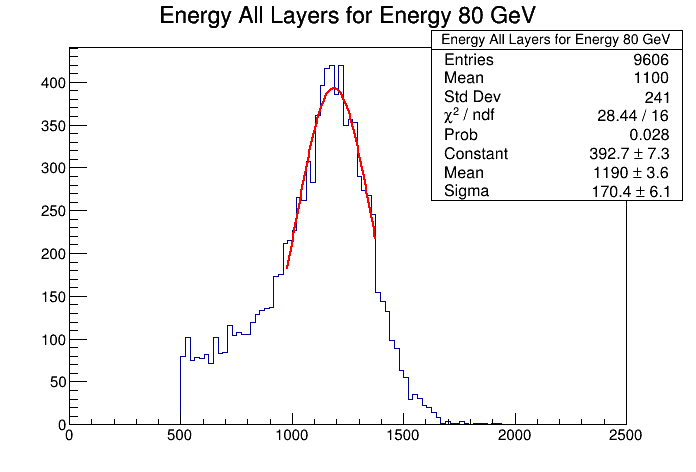 Energy All Layers for Energy 80 GeV
Energy All Layers for Energy 80 GeV
Entries 9606
Mean 1100
Std Dev 241
χ² / ndf 28.44 / 16
Prob 0.028
Constant 392.7 ± 7.3
Mean 1190 ± 3.6
Sigma 170.4 ± 6.1
400
350
300
250
200
150
100
50
0
0 500 1000 1500 2000 2500